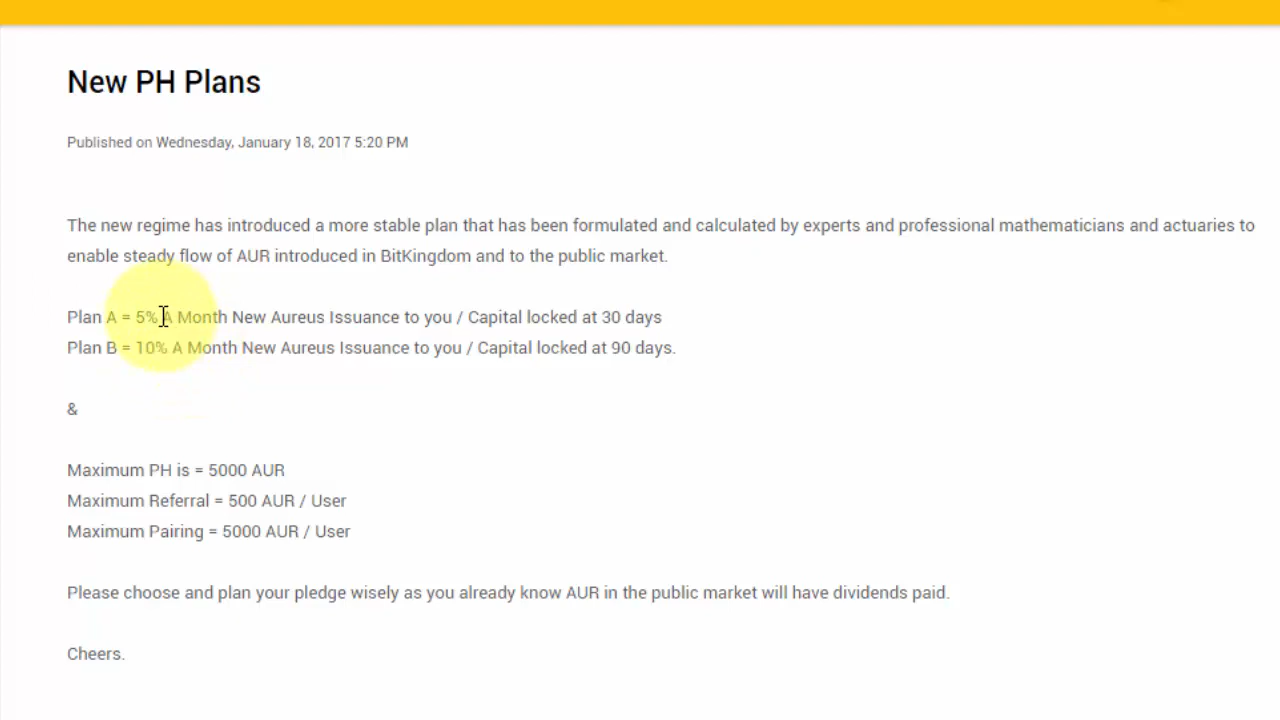 New PH Plans
Published on Wednesday, January 18, 2017 5:20 PM
The new regime has introduced a more stable plan that has been formulated and calculated by experts and professional mathematicians and actuaries to
enable steady flow of AUR introduced in BitKingdom and to the public market.
Plan A = 5% A Month New Aureus Issuance to you / Capital locked at 30 days
Plan B = 10% A Month New Aureus Issuance to you / Capital locked at 90 days.
&
Maximum PH is = 5000 AUR
Maximum Referral = 500 AUR / User
Maximum Pairing = 5000 AUR / User
Please choose and plan your pledge wisely as you already know AUR in the public market will have dividends paid.
Cheers.